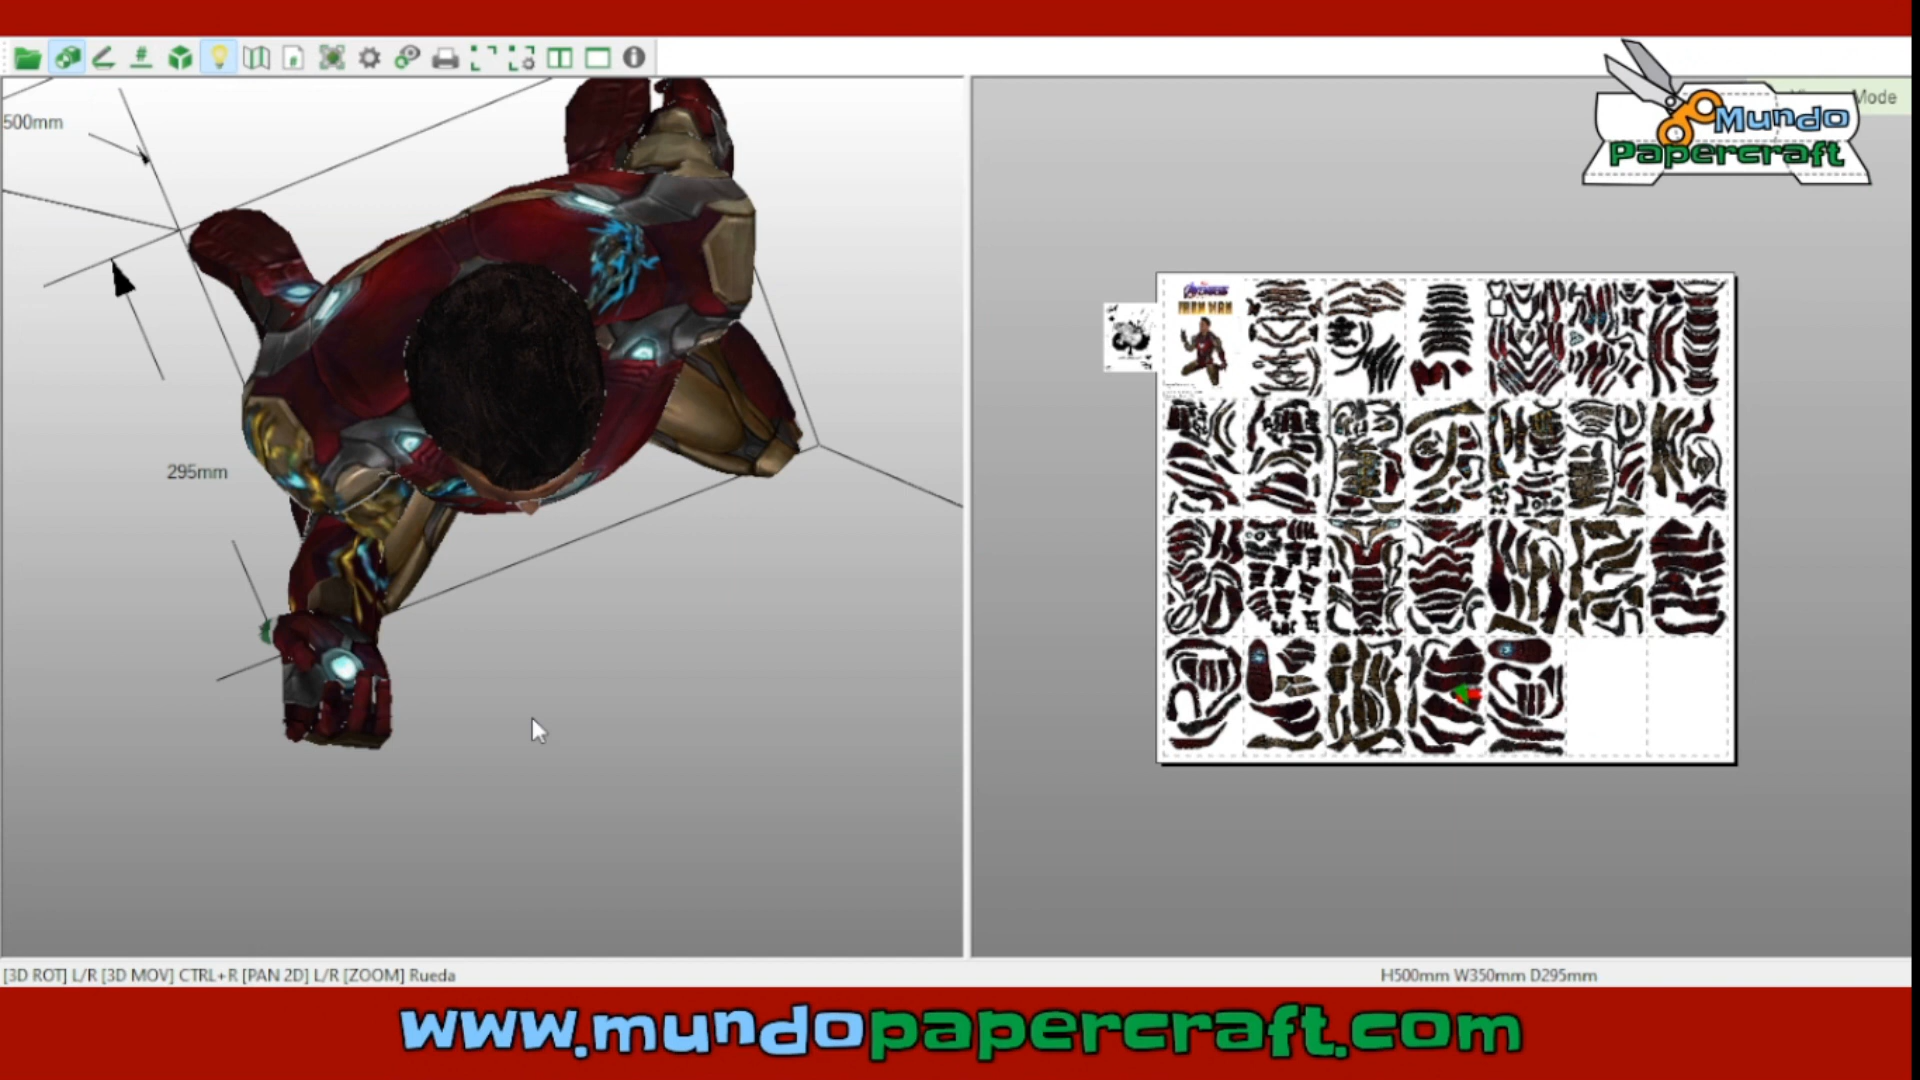 500mm
295mm
Mode
Mundo
Papercraft
AVENGERS
IRON MAN
[3D ROT] L/R [3D MOV] CTRL+R [PAN 2D] L/R [ZOOM] Rueda
H500mm W350mm D295mm
www.mundopapercraft.com